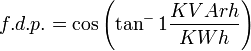 f.d.p. = cos(tan⁻1 KVArh/KWh)